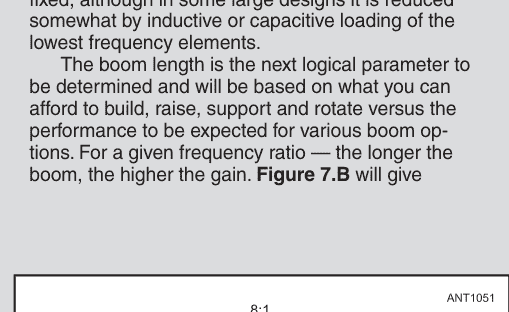 fixed, although in some large designs it is reduced
somewhat by inductive or capacitive loading of the
lowest frequency elements.
The boom length is the next logical parameter to
be determined and will be based on what you can
afford to build, raise, support and rotate versus the
performance to be expected for various boom op-
tions. For a given frequency ratio — the longer the
boom, the higher the gain. Figure 7.B will give
ANT1051
8:1